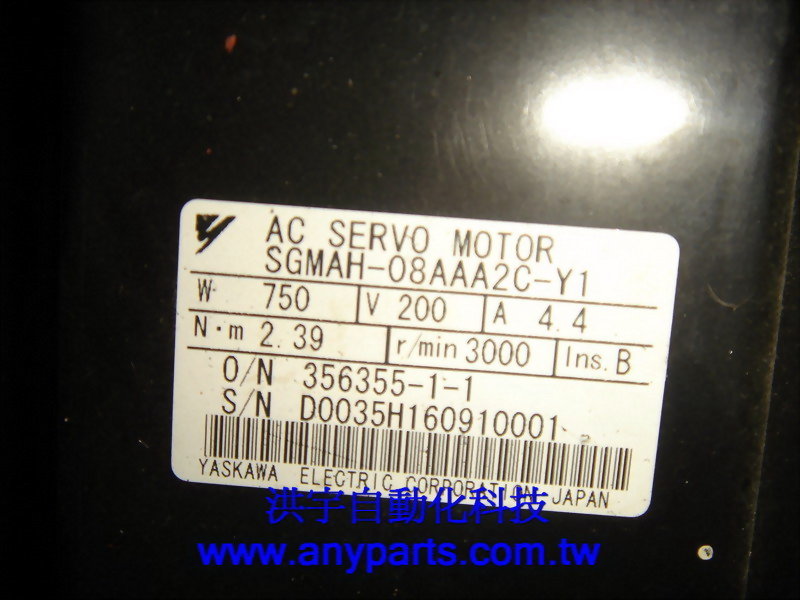 AC SERVO MOTOR
SGMAH-08AAA2C-Y1
W 750 V 200 A 4.4
N·m 2.39 r/min 3000 Ins. B
O/N 356355-1-1
S/N D0035H160910001
YASKAWA ELECTRIC CORPORATION JAPAN
洪宇自動化科技
www.anyparts.com.tw